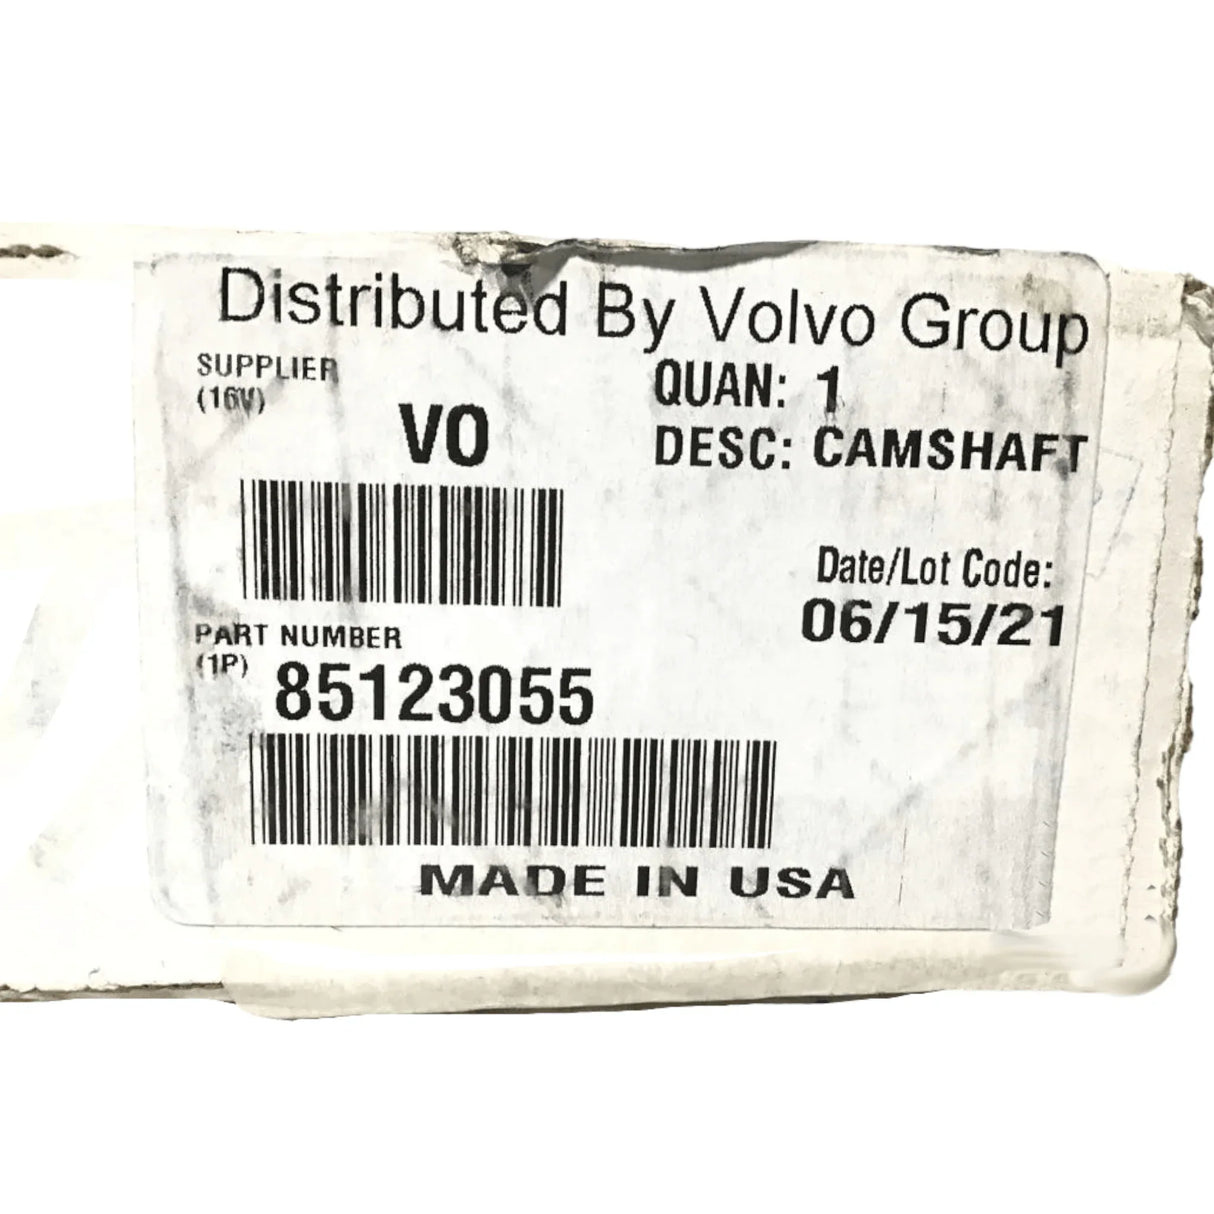 Distributed By Volvo Group
SUPPLIER
(16V)
VO
QUAN: 1
DESC: CAMSHAFT
Date/Lot Code:
06/15/21
PART NUMBER
(1P)
85123055
MADE IN USA